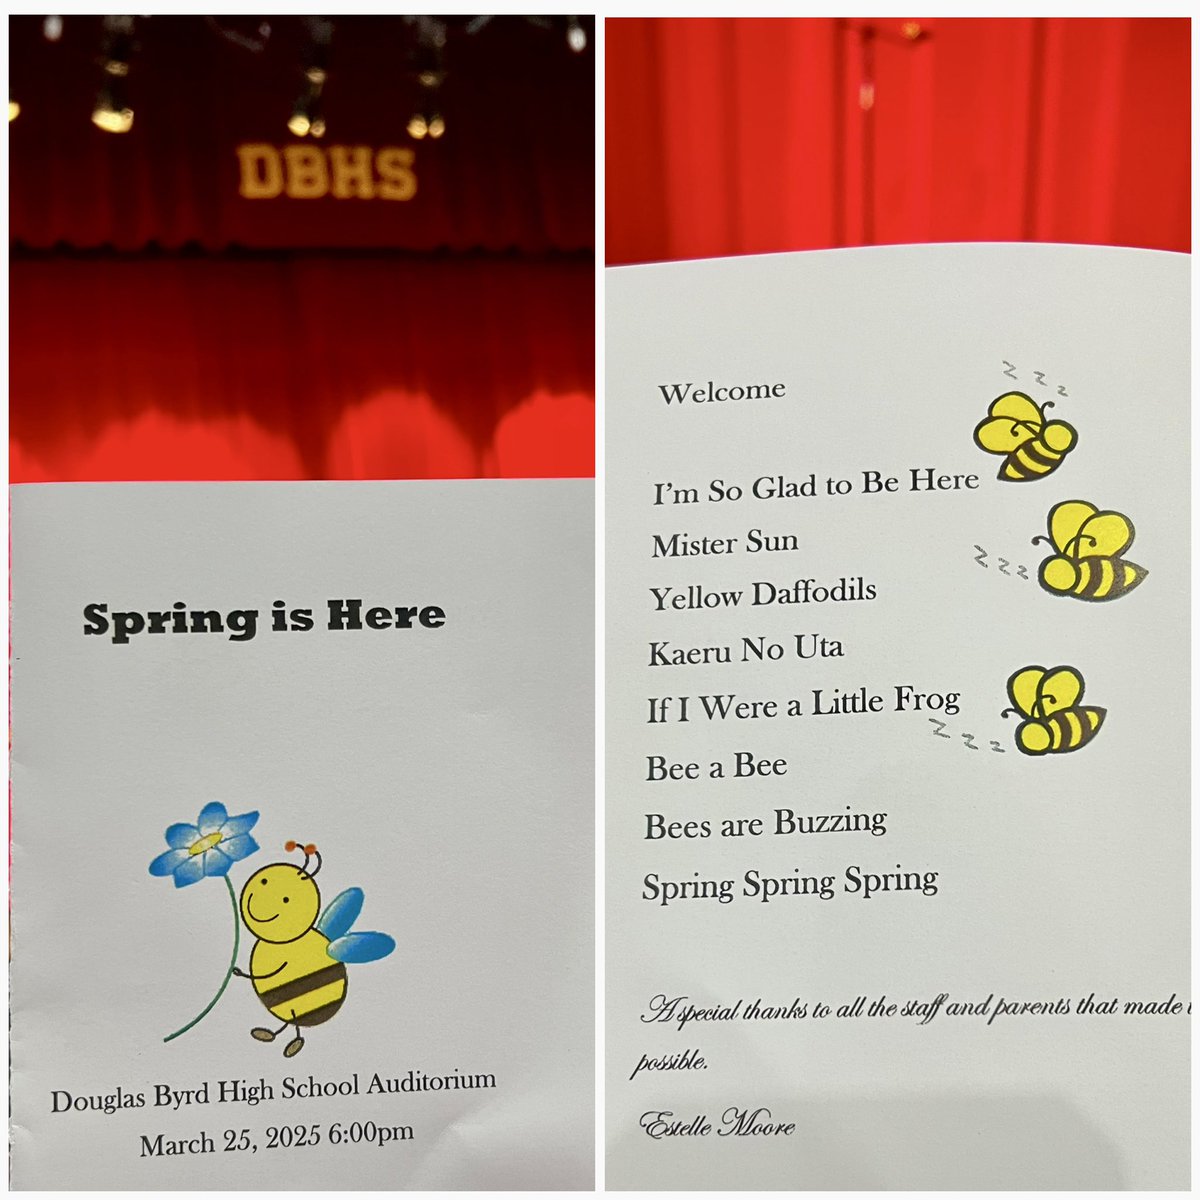 DBHS
Spring is Here
Douglas Byrd High School Auditorium
March 25, 2025 6:00pm
Welcome
z z z
I'm So Glad to Be Here
Mister Sun
z z z
Yellow Daffodils
Kaeru No Uta
If I Were a Little Frog
z z z
Bee a Bee
Bees are Buzzing
Spring Spring Spring
A special thanks to all the staff and parents that made
possible.
Estelle Moore